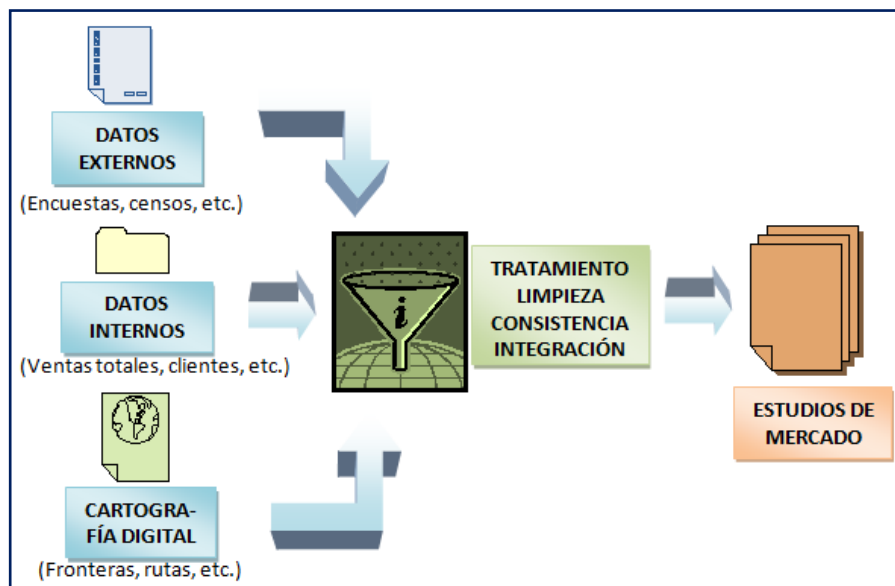 DATOS
EXTERNOS
(Encuestas, censos, etc.)
DATOS
INTERNOS
(Ventas totales, clientes, etc.)
CARTOGRA-
FÍA DIGITAL
(Fronteras, rutas, etc.)
i
TRATAMIENTO
LIMPIEZA
CONSISTENCIA
INTEGRACIÓN
ESTUDIOS DE
MERCADO